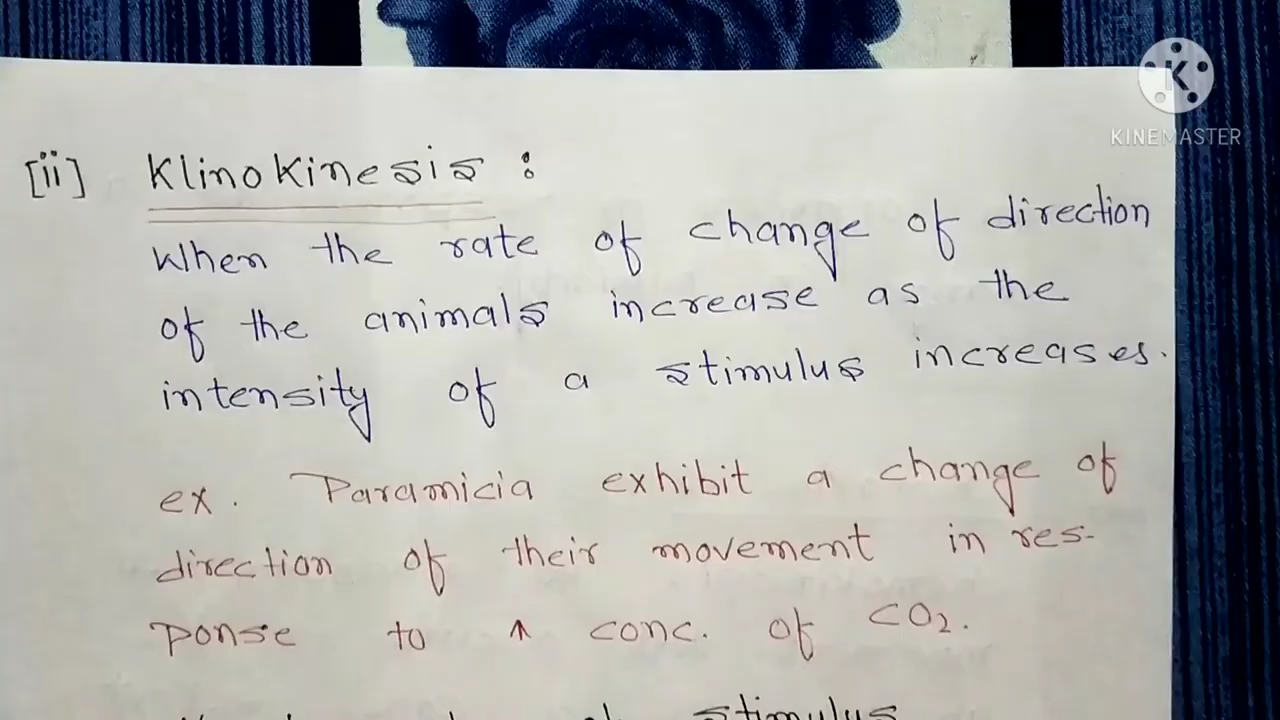 KINEMASTER
[ii] Klinokinesis :
When the rate of change of direction
of the animals increase as the
intensity of a stimulus increases.
ex. Paramicia exhibit a change of
direction of their movement in res-
ponse to ↑ conc. of CO2.
stimulus